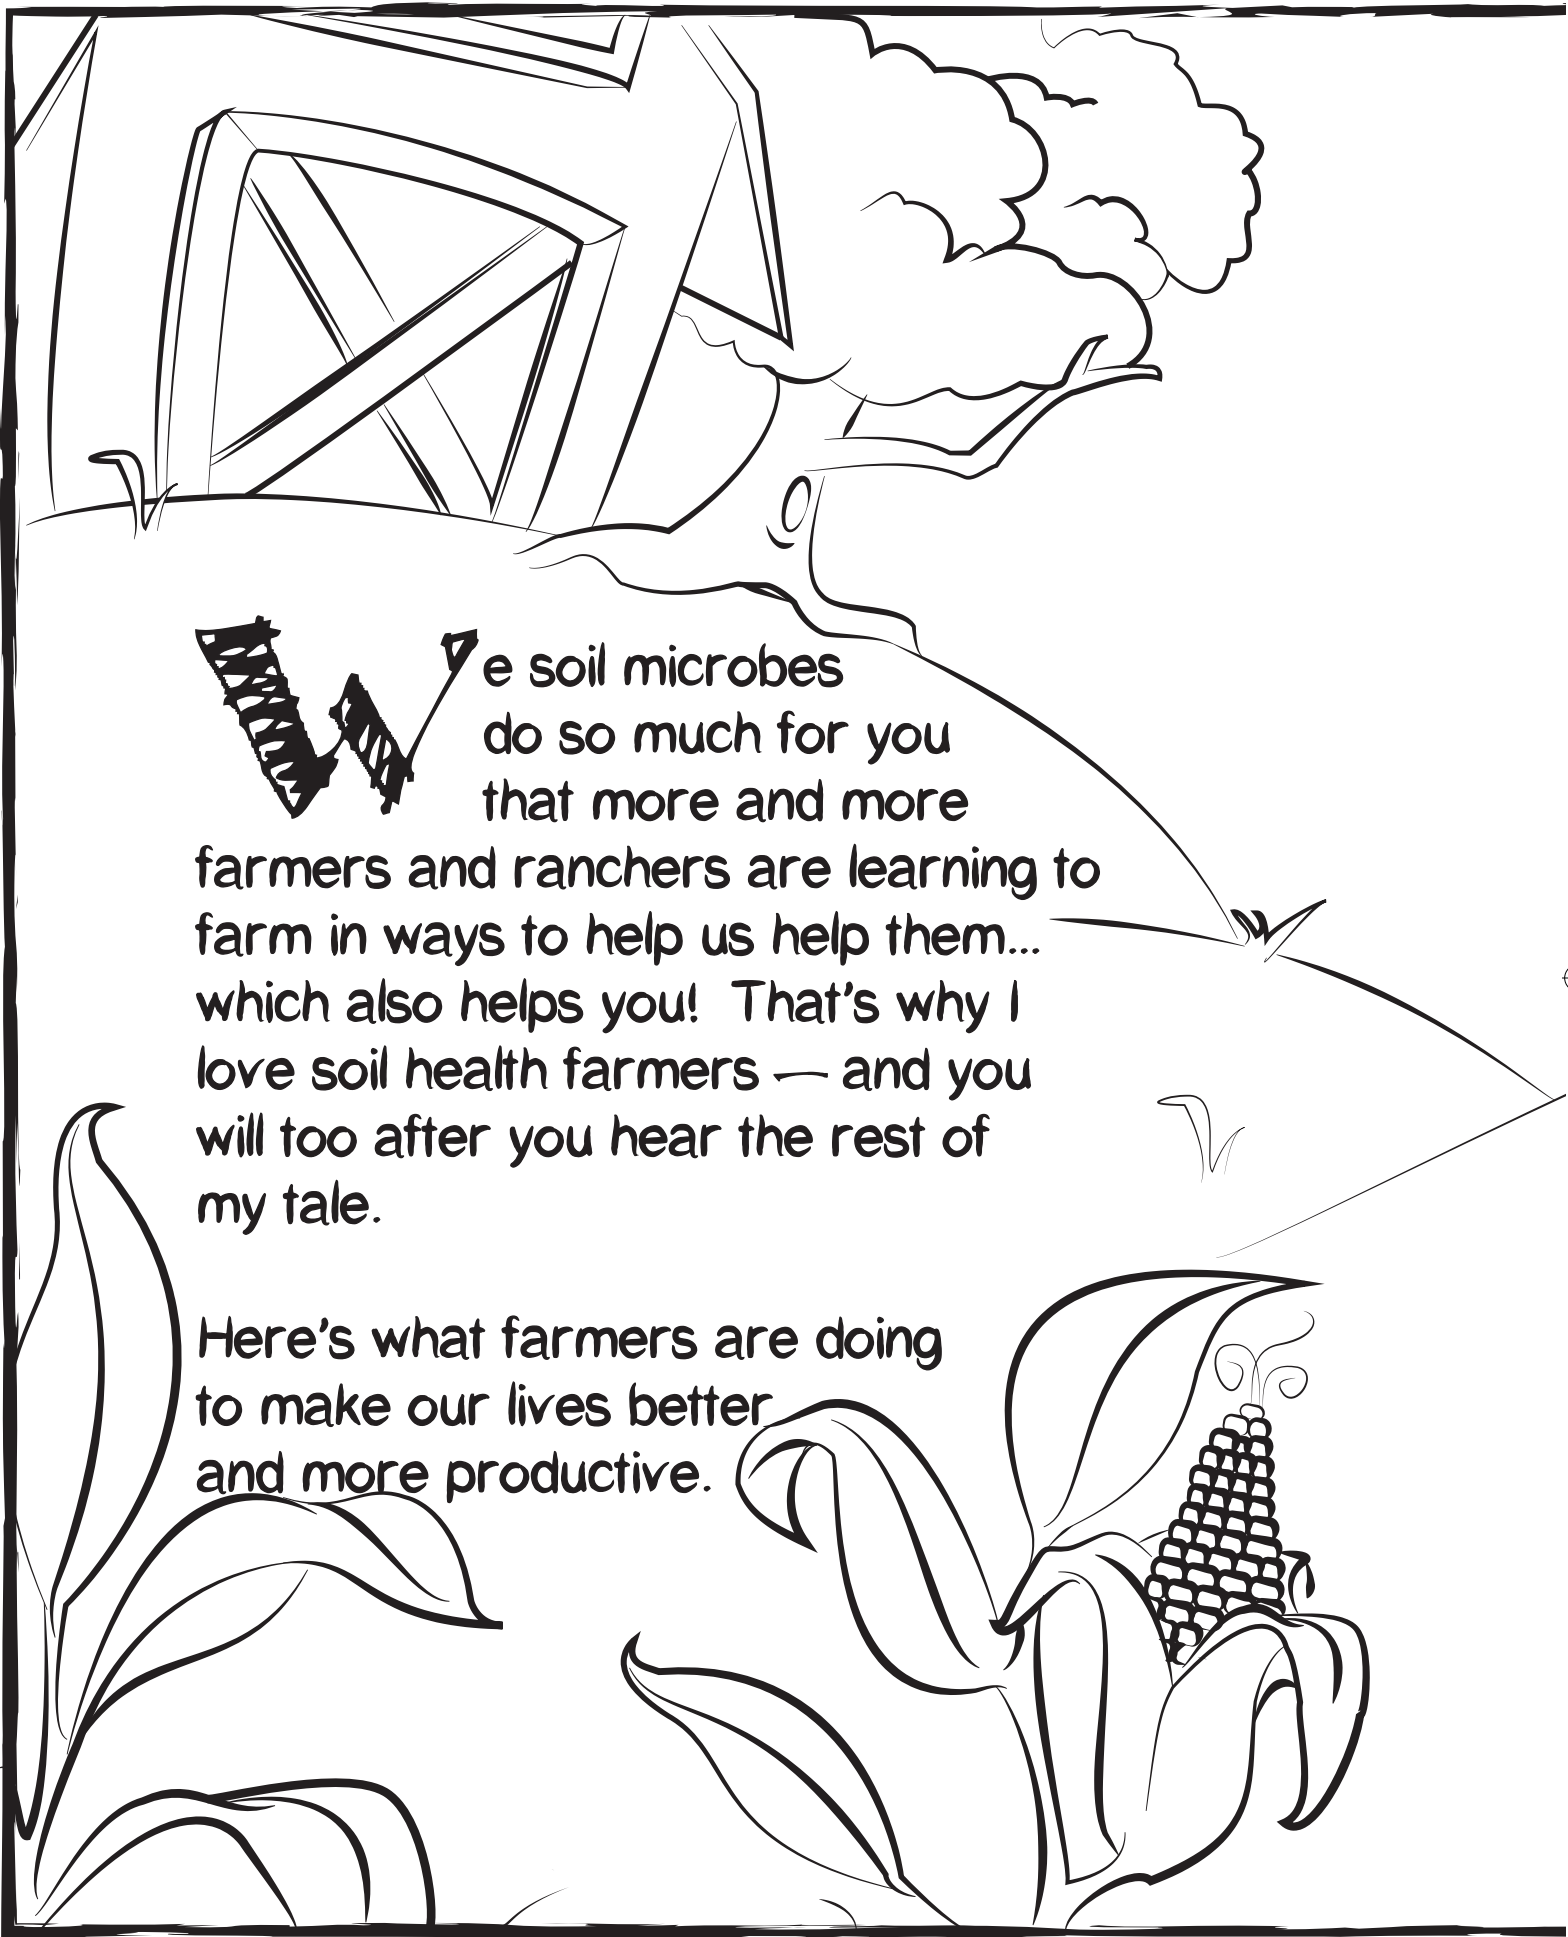 We soil microbes
do so much for you
that more and more
farmers and ranchers are learning to
farm in ways to help us help them...
which also helps you!  That's why I
love soil health farmers — and you
will too after you hear the rest of
my tale.
Here's what farmers are doing
to make our lives better
and more productive.